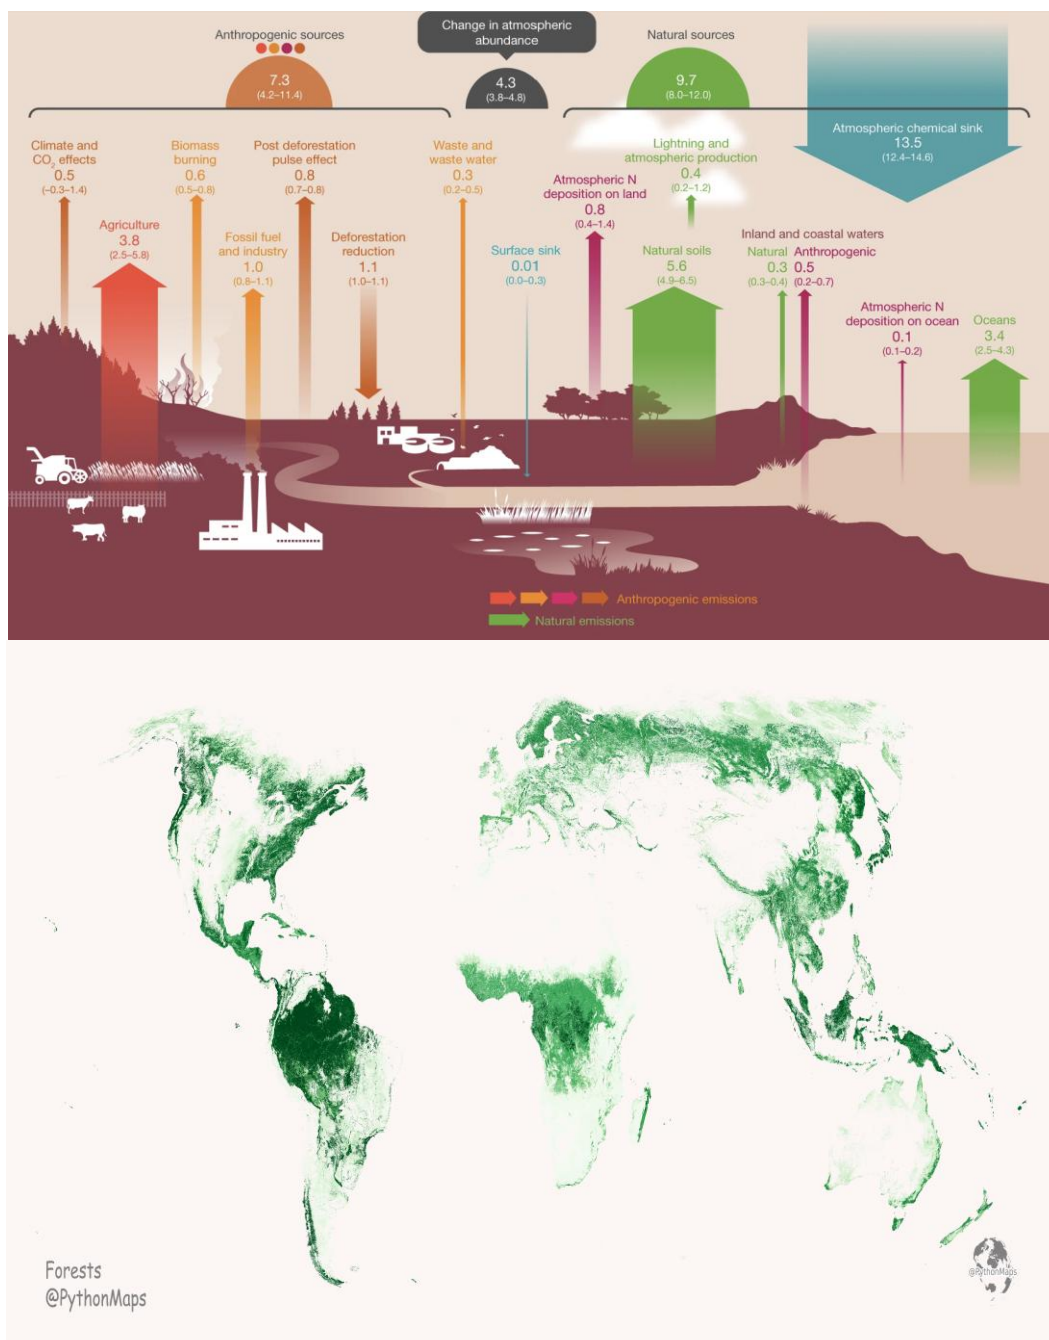 Anthropogenic sources
7.3
(4.2–11.4)
Change in atmospheric
abundance
4.3
(3.8–4.8)
Natural sources
9.7
(8.0–12.0)
Atmospheric chemical sink
13.5
(12.4–14.6)
Climate and
CO₂ effects
0.5
(−0.3–1.4)
Agriculture
3.8
(2.5–5.8)
Biomass
burning
0.6
(0.5–0.8)
Fossil fuel
and industry
1.0
(0.8–1.1)
Post deforestation
pulse effect
0.8
(0.7–0.8)
Deforestation
reduction
1.1
(1.0–1.1)
Waste and
waste water
0.3
(0.2–0.5)
Surface sink
0.01
(0.0–0.3)
Atmospheric N
deposition on land
0.8
(0.4–1.4)
Lightning and
atmospheric production
0.4
(0.2–1.2)
Natural soils
5.6
(4.9–6.5)
Inland and coastal waters
Natural
0.3
(0.3–0.4)
Anthropogenic
0.5
(0.2–0.7)
Atmospheric N
deposition on ocean
0.1
(0.1–0.2)
Oceans
3.4
(2.5–4.3)
Anthropogenic emissions
Natural emissions
Forests
@PythonMaps
@PythonMaps